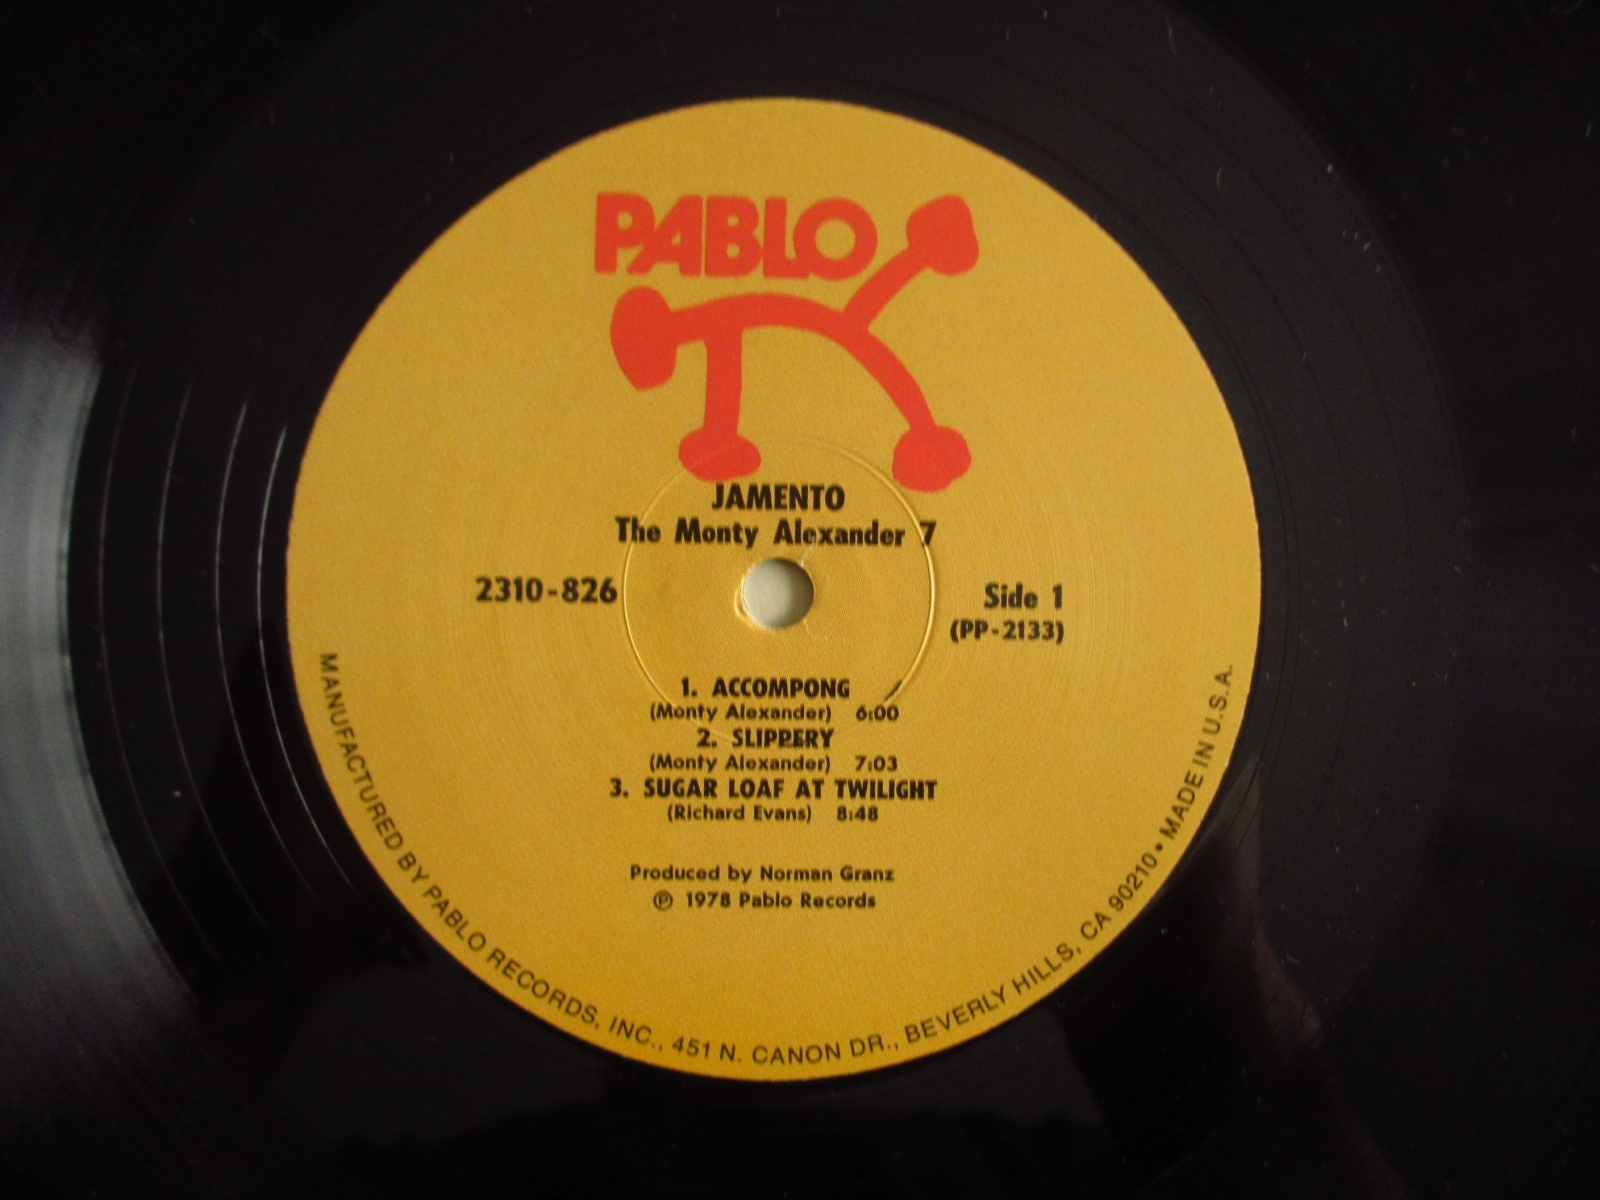 PABLO
JAMENTO
The Monty Alexander 7
2310-826
Side 1
(PP-2133)
1. ACCOMPONG
(Monty Alexander) 6:00
2. SLIPPERY
(Monty Alexander) 7:03
3. SUGAR LOAF AT TWILIGHT
(Richard Evans) 8:48
Produced by Norman Granz
℗ 1978 Pablo Records
MANUFACTURED BY PABLO RECORDS, INC., 451 N. CANON DR., BEVERLY HILLS, CA 90210 • MADE IN U.S.A.